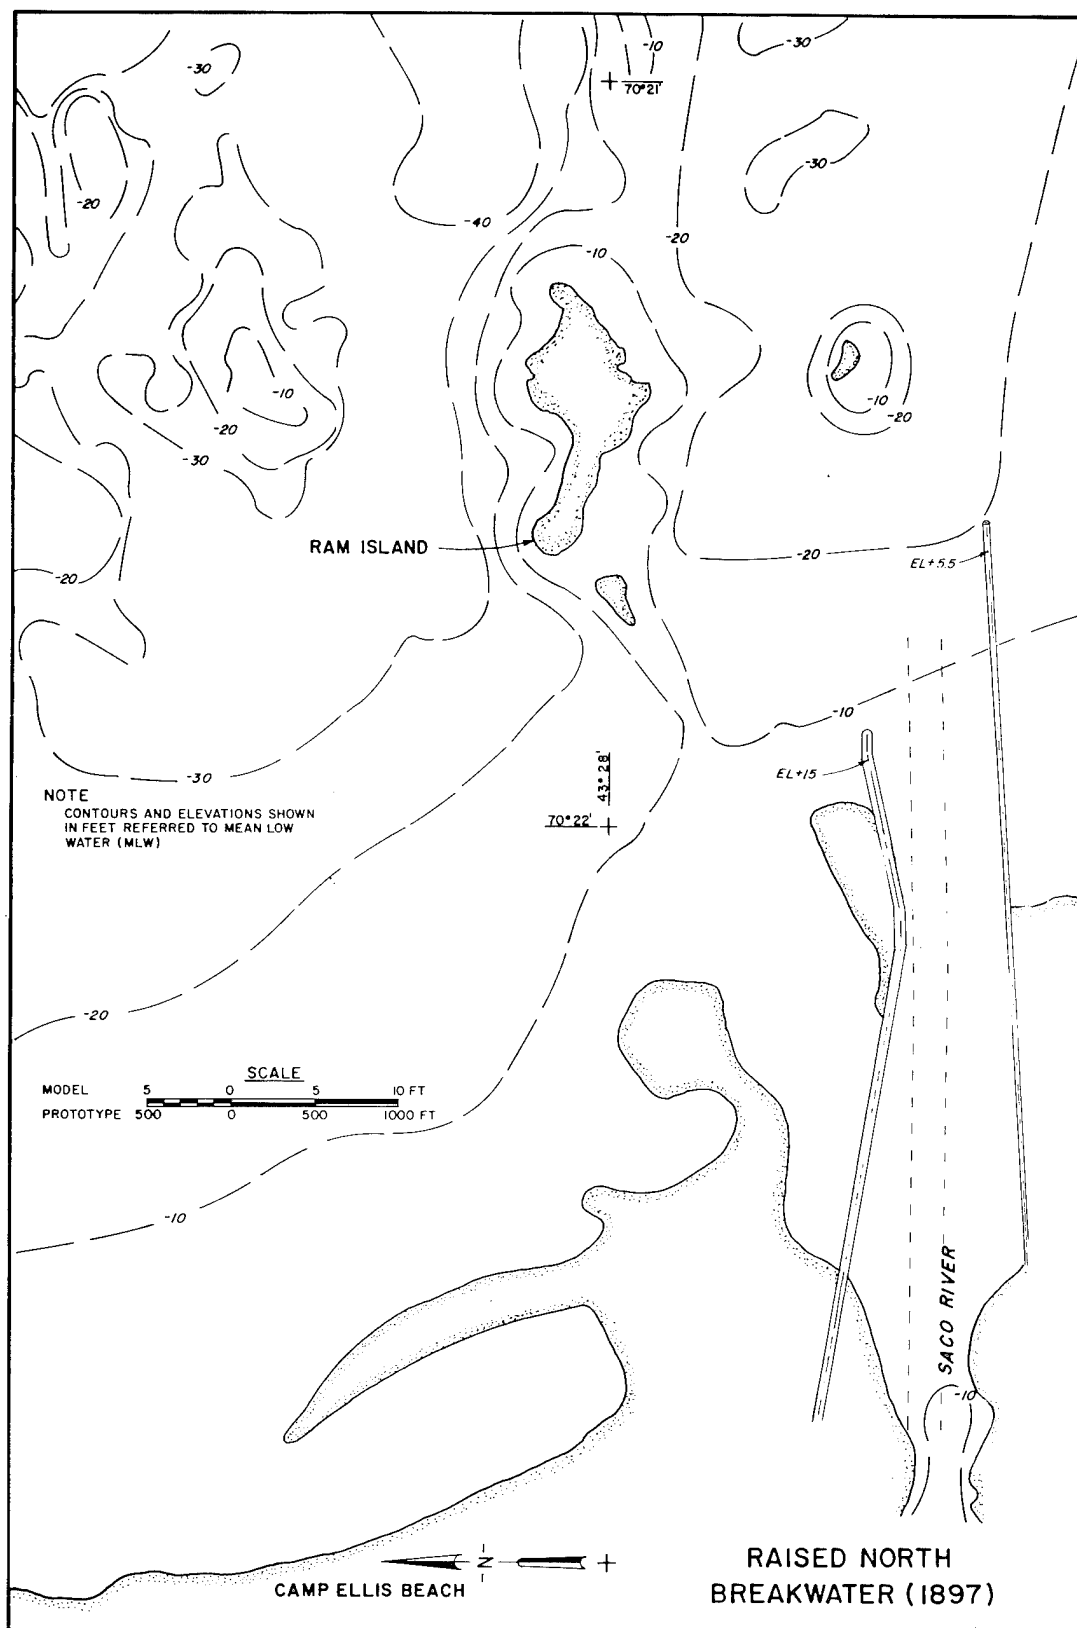 -10
-30
-30
70°21'
-30
-20
-40
-20
-10
-10
-10
-20
-20
-30
RAM ISLAND
-20
EL+5.5
-20
-10
-30
EL+15
43° 28'
70° 22'
NOTE
CONTOURS AND ELEVATIONS SHOWN
IN FEET REFERRED TO MEAN LOW
WATER (MLW)
-20
SCALE
MODEL 5 0 5 10 FT
PROTOTYPE 500 0 500 1000 FT
-10
SACO RIVER
-10
N
CAMP ELLIS BEACH
RAISED NORTH
BREAKWATER (1897)